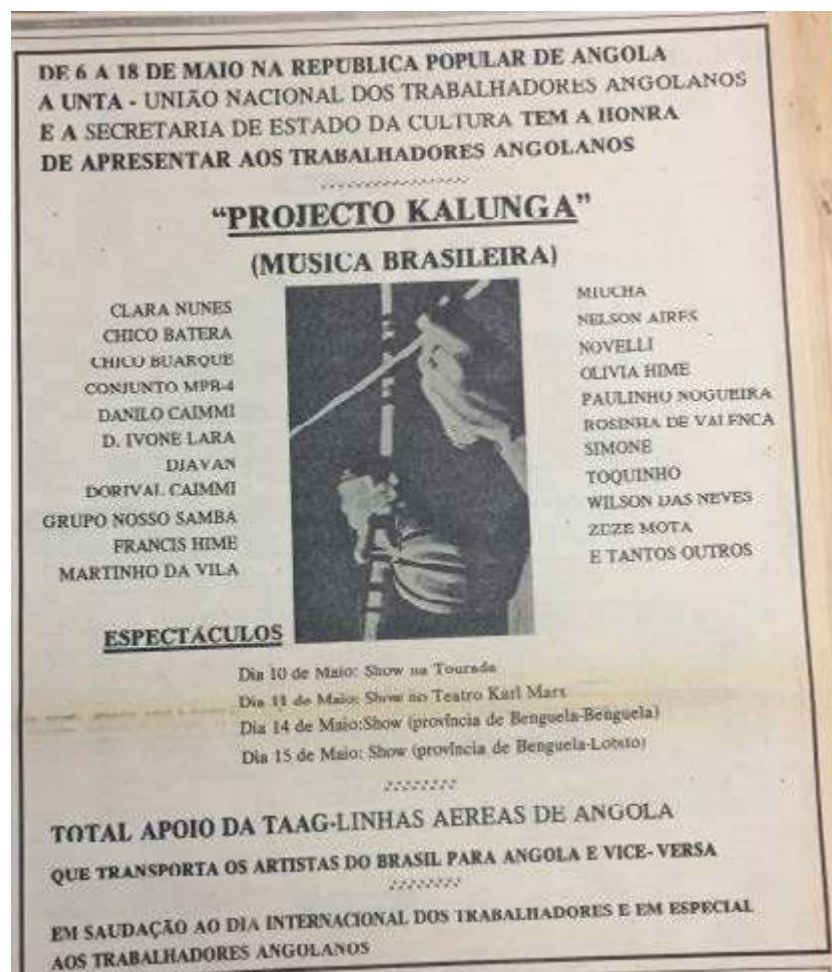 DE 6 A 18 DE MAIO NA REPUBLICA POPULAR DE ANGOLA
A UNTA - UNIÃO NACIONAL DOS TRABALHADORES ANGOLANOS
E A SECRETARIA DE ESTADO DA CULTURA TEM A HONRA
DE APRESENTAR AOS TRABALHADORES ANGOLANOS
“PROJECTO KALUNGA”
(MÚSICA BRASILEIRA)
CLARA NUNES
CHICO BATERA
CHICO BUARQUE
CONJUNTO MPB-4
DANILO CAIMMI
D. IVONE LARA
DJAVAN
DORIVAL CAIMMI
GRUPO NOSSO SAMBA
FRANCIS HIME
MARTINHO DA VILA
MIUCHA
NELSON AIRES
NOVELLI
OLIVIA HIME
PAULINHO NOGUEIRA
ROSINHA DE VALENCA
SIMONE
TOQUINHO
WILSON DAS NEVES
ZEZE MOTA
E TANTOS OUTROS
ESPECTÁCULOS
Dia 10 de Maio: Show na Tourada
Dia 11 de Maio: Show no Teatro Karl Marx
Dia 14 de Maio:Show (província de Benguela-Benguela)
Dia 15 de Maio: Show (província de Benguela-Lobito)
TOTAL APOIO DA TAAG-LINHAS AEREAS DE ANGOLA
QUE TRANSPORTA OS ARTISTAS DO BRASIL PARA ANGOLA E VICE-VERSA
EM SAUDAÇÃO AO DIA INTERNACIONAL DOS TRABALHADORES E EM ESPECIAL
AOS TRABALHADORES ANGOLANOS